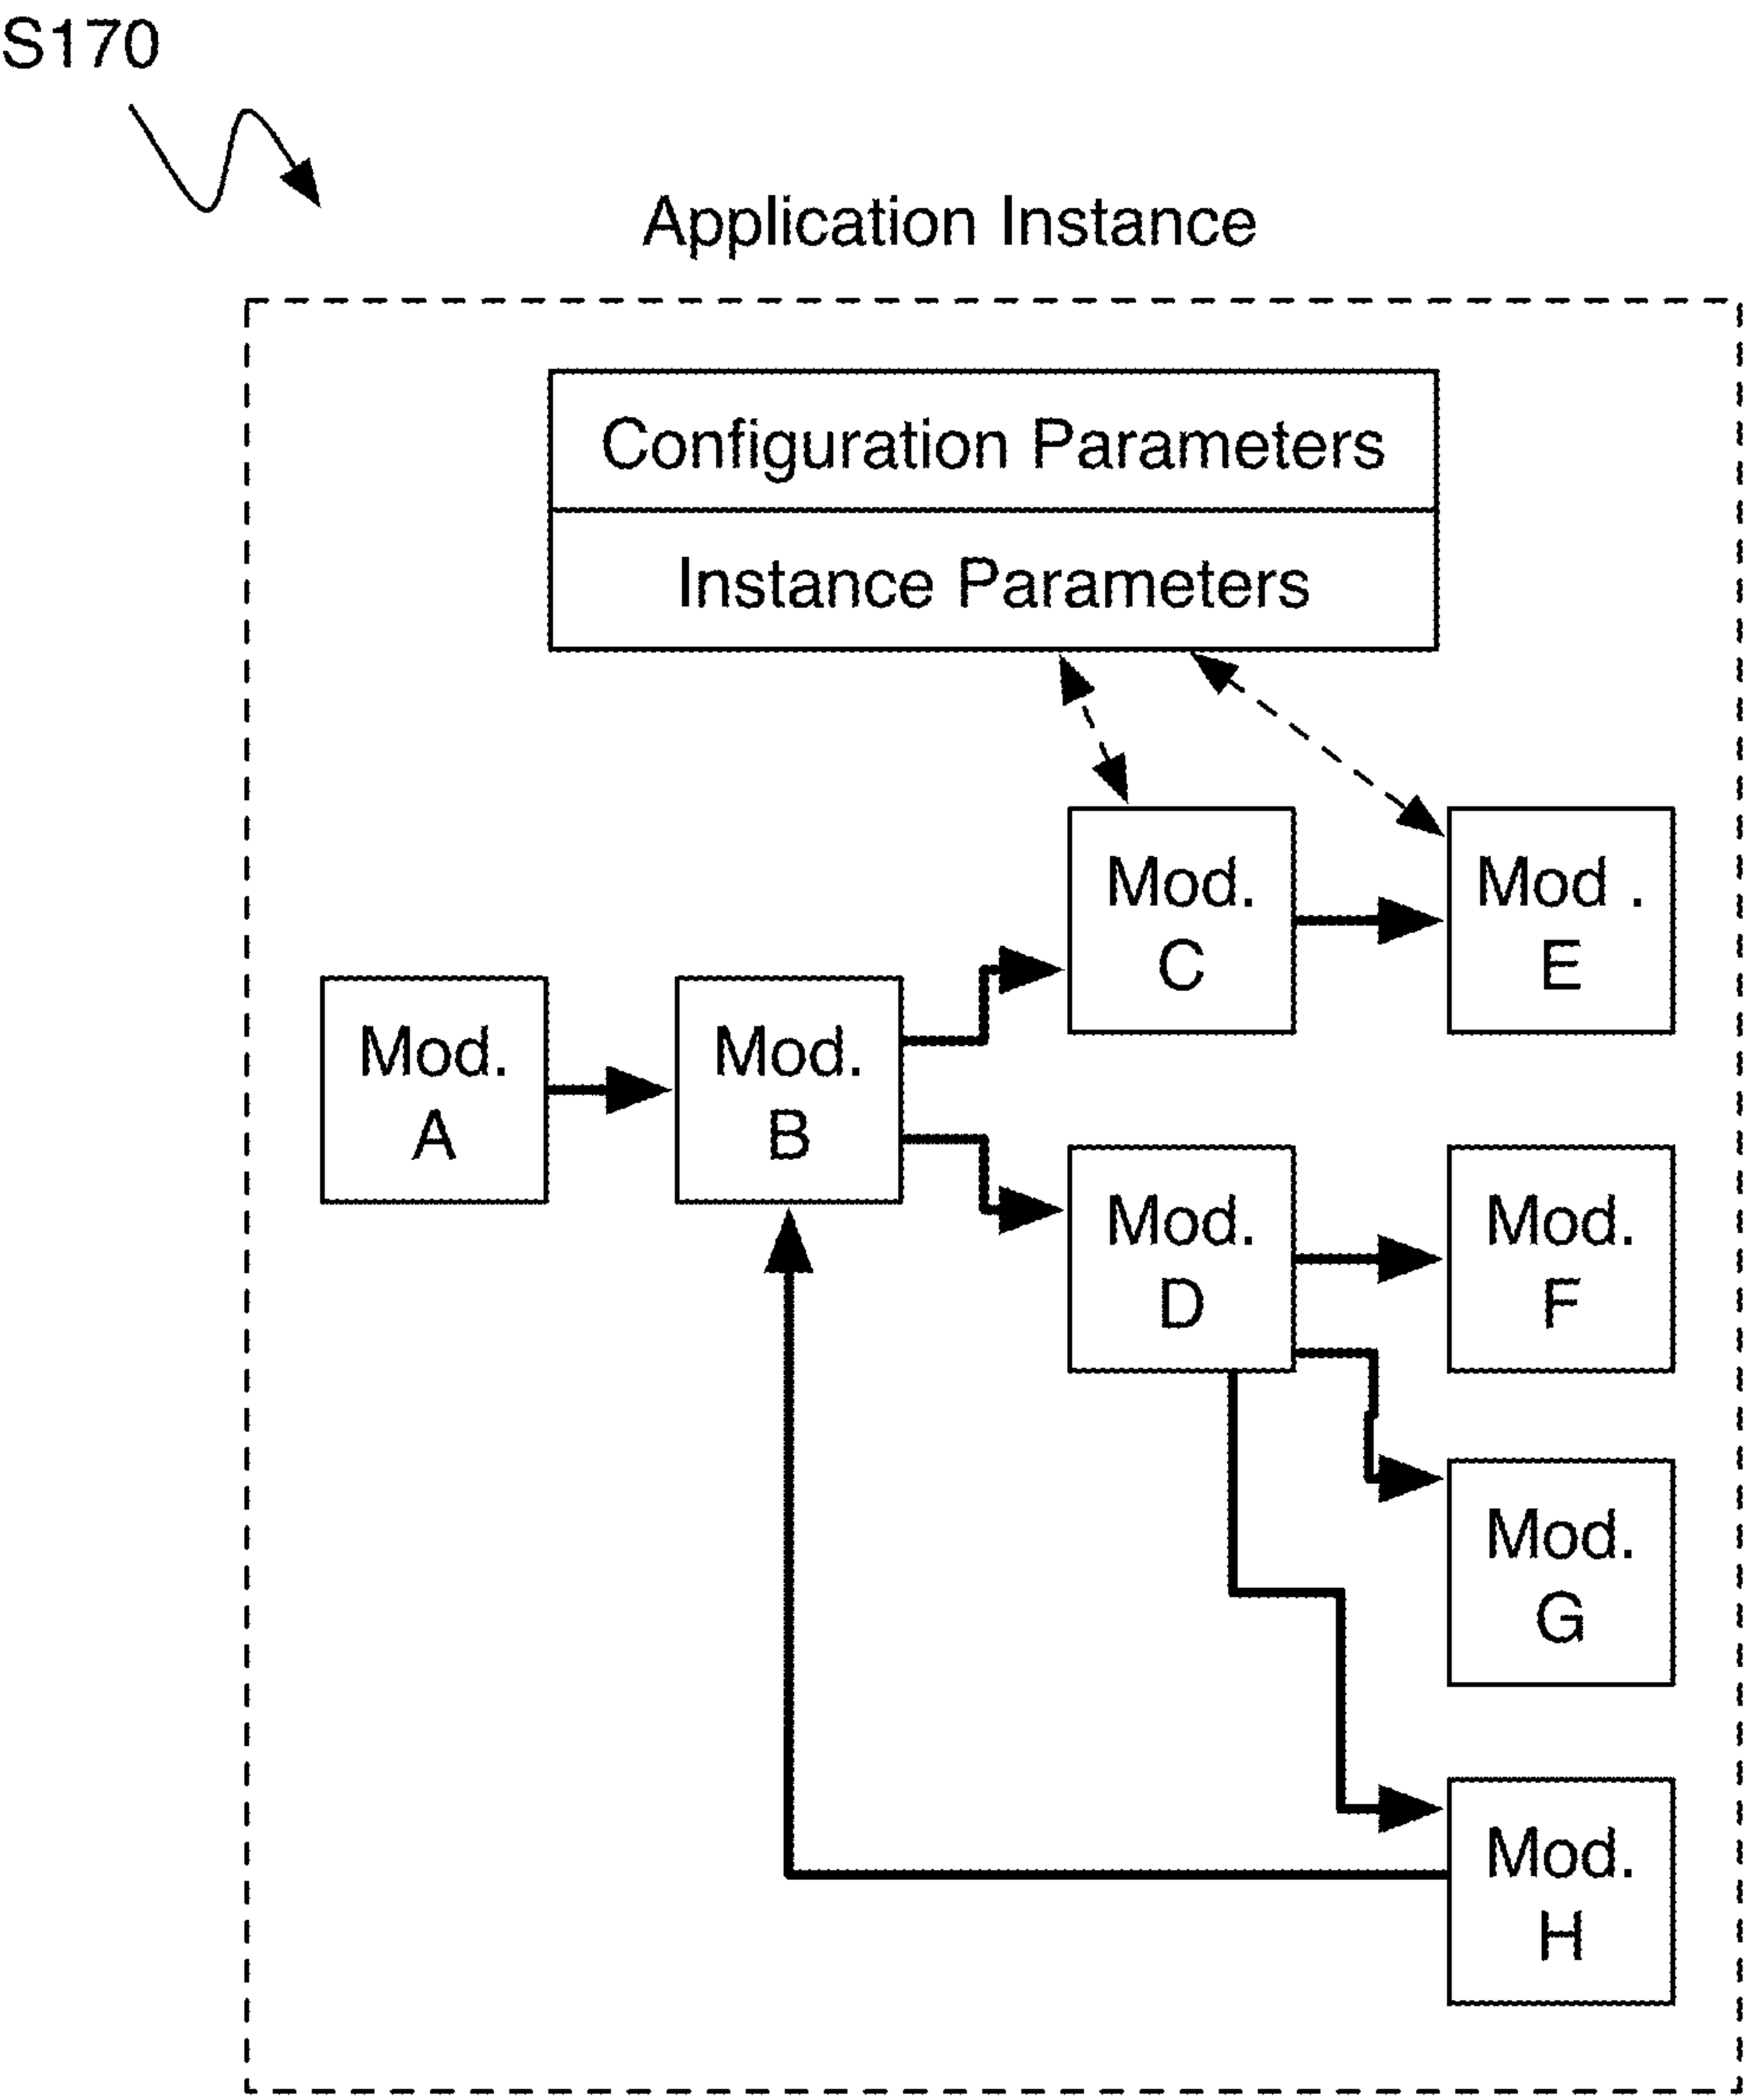 S170
Application Instance
Configuration Parameters
Instance Parameters
Mod.
C
Mod .
E
Mod.
A
Mod.
B
Mod.
D
Mod.
F
Mod.
G
Mod.
H